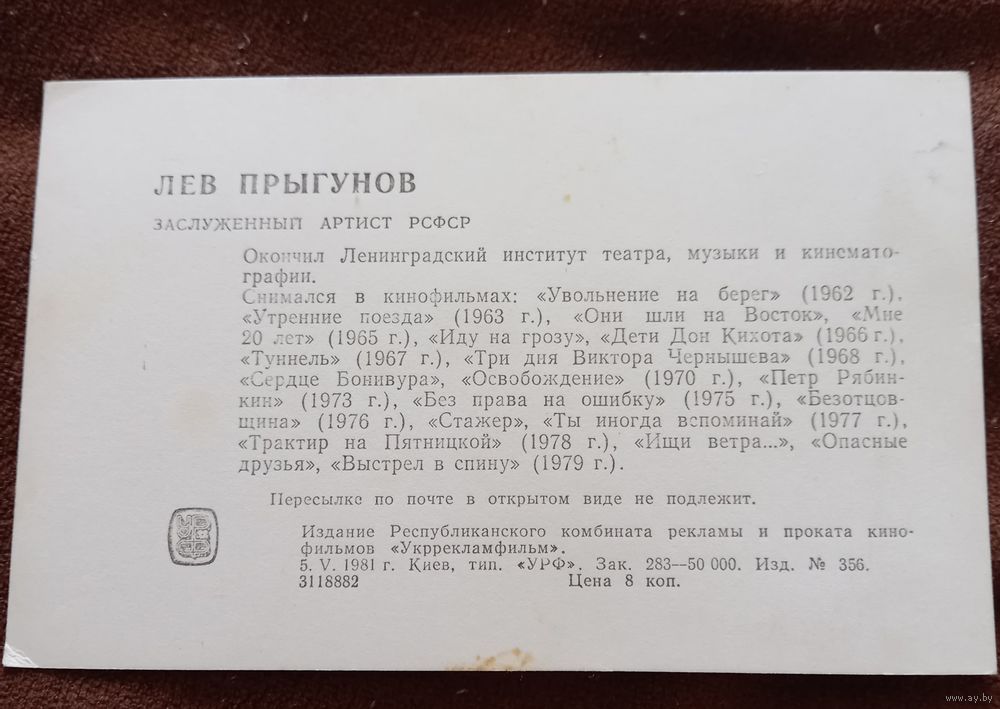 ЛЕВ ПРЫГУНОВ
ЗАСЛУЖЕННЫЙ АРТИСТ РСФСР
Окончил Ленинградский институт театра, музыки и кинемато-
графии.
Снимался в кинофильмах: «Увольнение на берег» (1962 г.),
«Утренние поезда» (1963 г.), «Они шли на Восток», «Мне
20 лет» (1965 г.), «Иду на грозу», «Дети Дон Кихота» (1966 г.),
«Туннель» (1967 г.), «Три дня Виктора Чернышева» (1968 г.),
«Сердце Бонивура», «Освобождение» (1970 г.), «Петр Рябин-
кин» (1973 г.), «Без права на ошибку» (1975 г.), «Безотцов-
щина» (1976 г.), «Стажер», «Ты иногда вспоминай» (1977 г.),
«Трактир на Пятницкой» (1978 г.), «Ищи ветра...», «Опасные
друзья», «Выстрел в спину» (1979 г.).
Пересылке по почте в открытом виде не подлежит.
Издание Республиканского комбината рекламы и проката кино-
фильмов «Укррекламфильм».
5. V. 1981 г. Киев, тип. «УРФ». Зак. 283—50 000. Изд. № 356.
3118882 Цена 8 коп.
www.ay.by